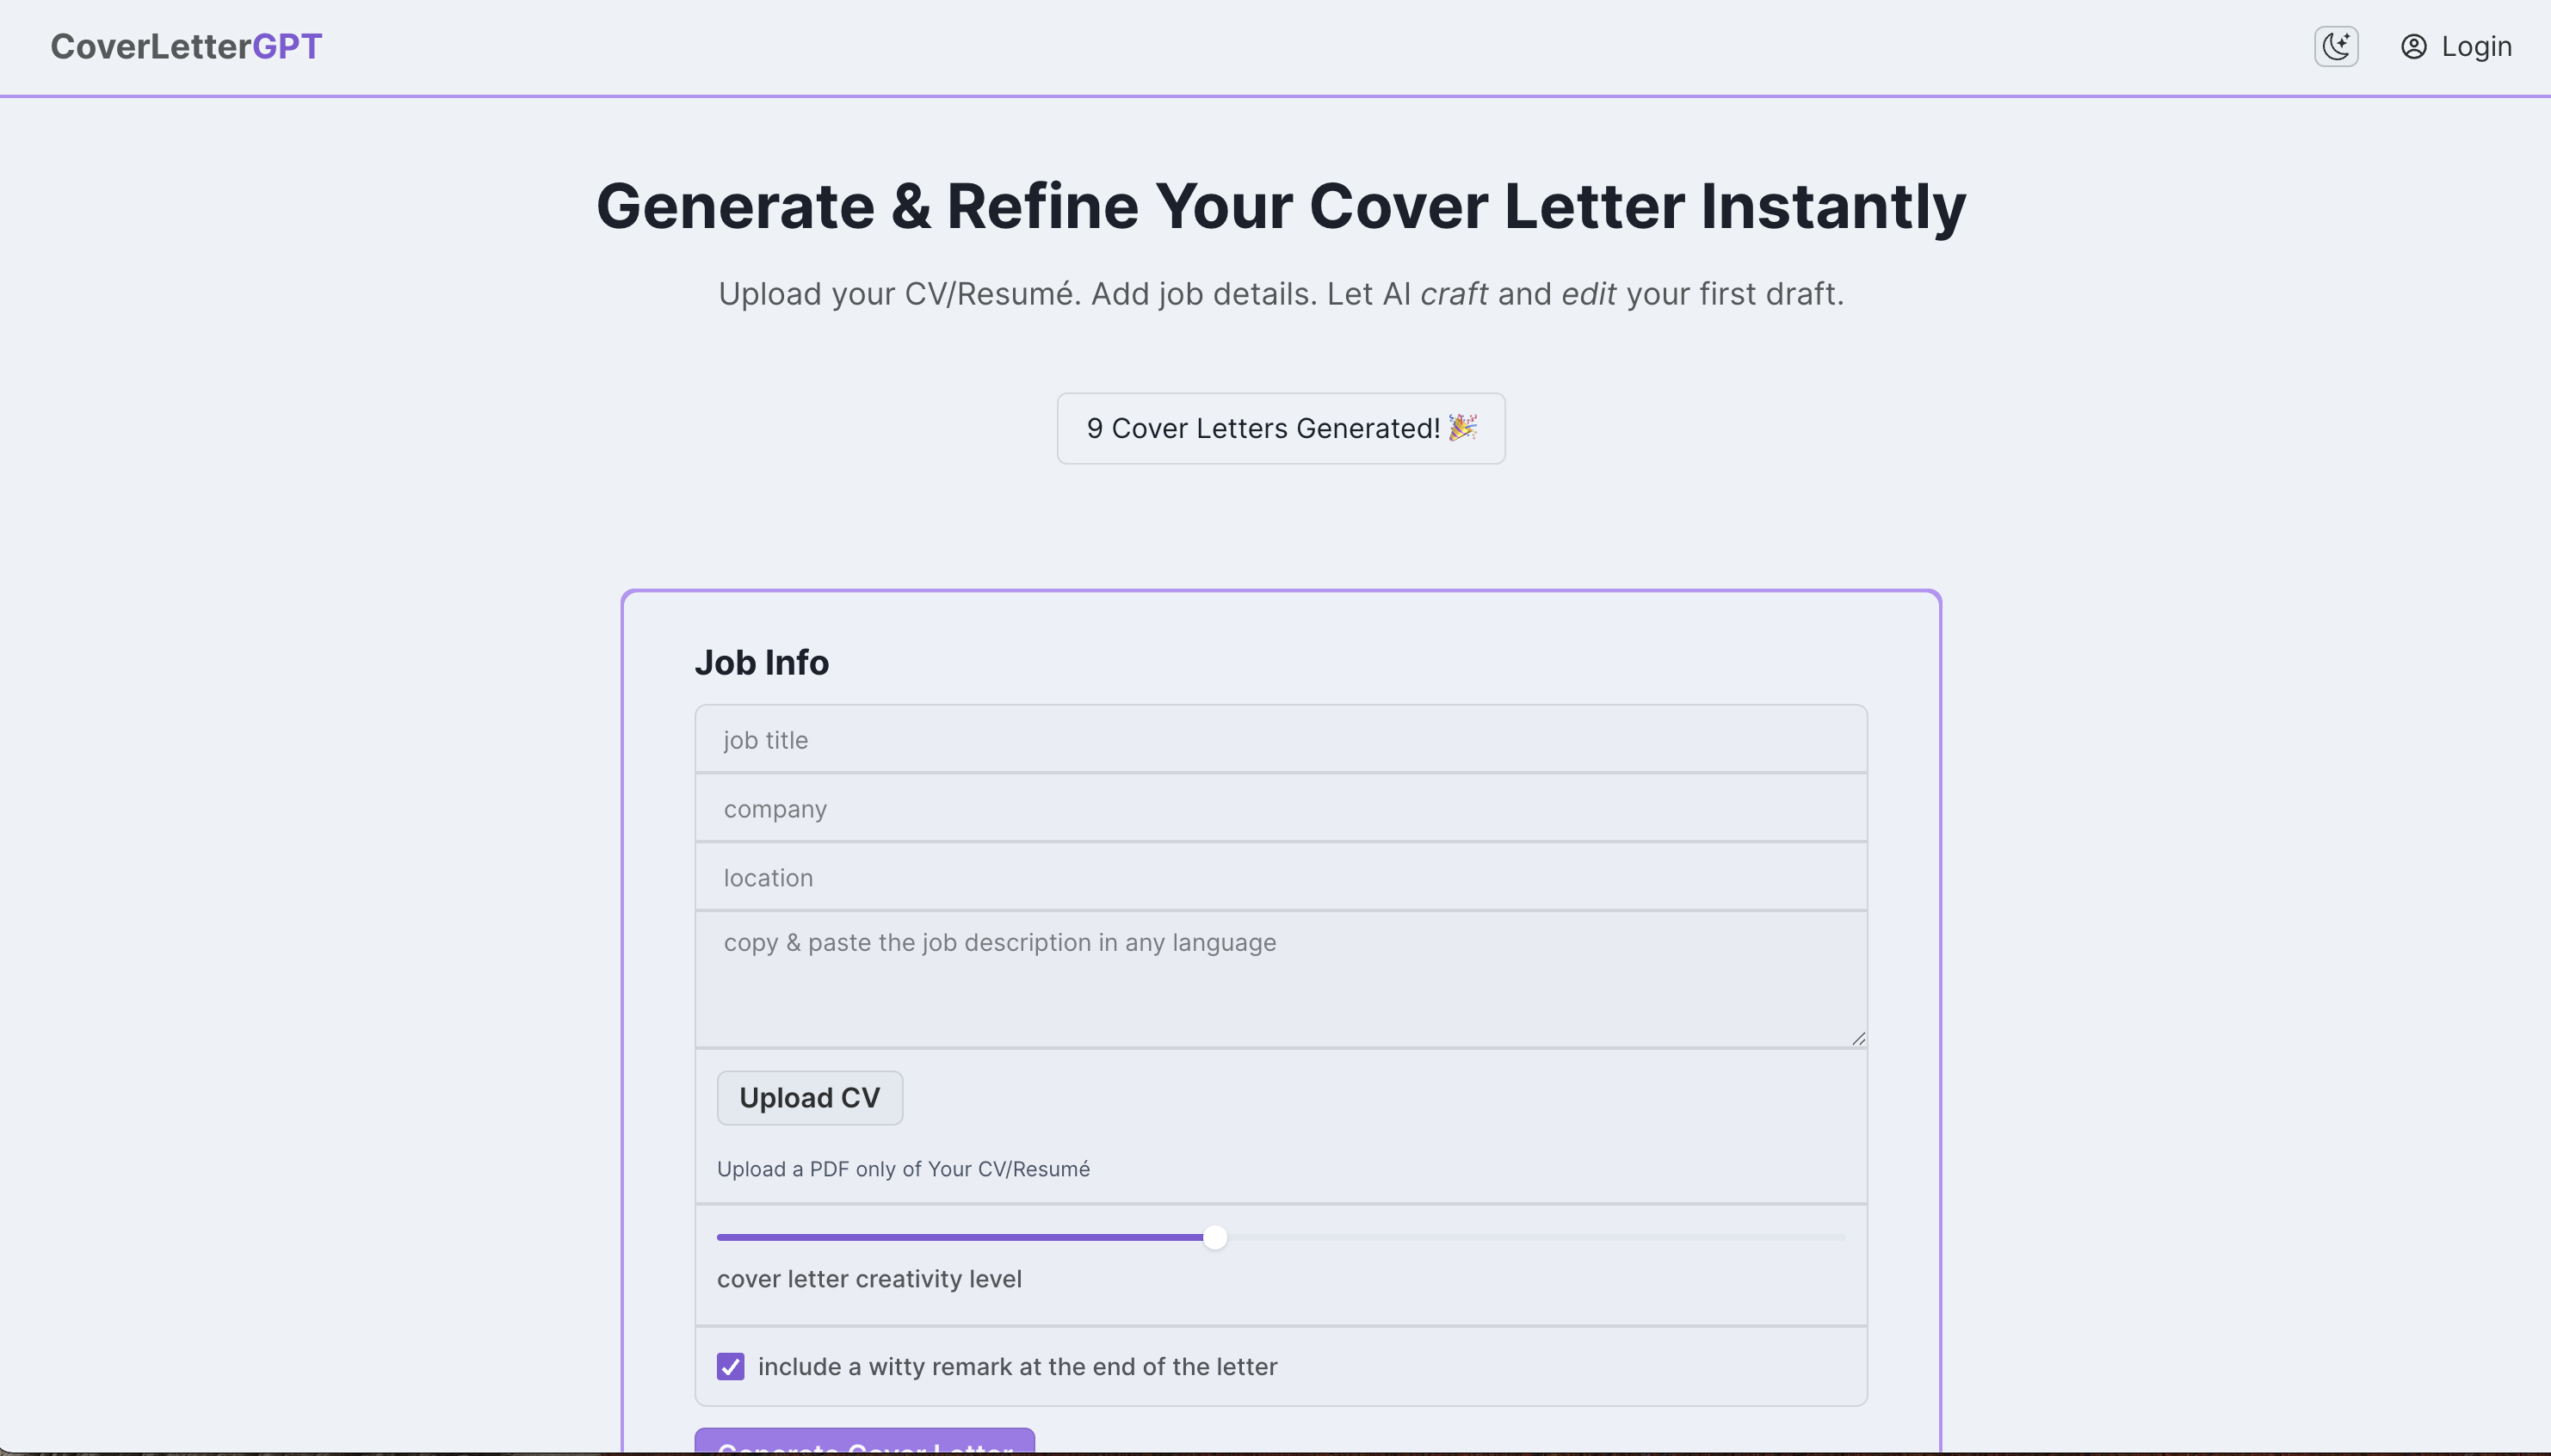 CoverLetterGPT
Login
Generate & Refine Your Cover Letter Instantly
Upload your CV/Resumé. Add job details. Let AI craft and edit your first draft.
9 Cover Letters Generated! 🎉
Job Info
job title
company
location
copy & paste the job description in any language
Upload CV
Upload a PDF only of Your CV/Resumé
cover letter creativity level
include a witty remark at the end of the letter
Generate Cover Letter